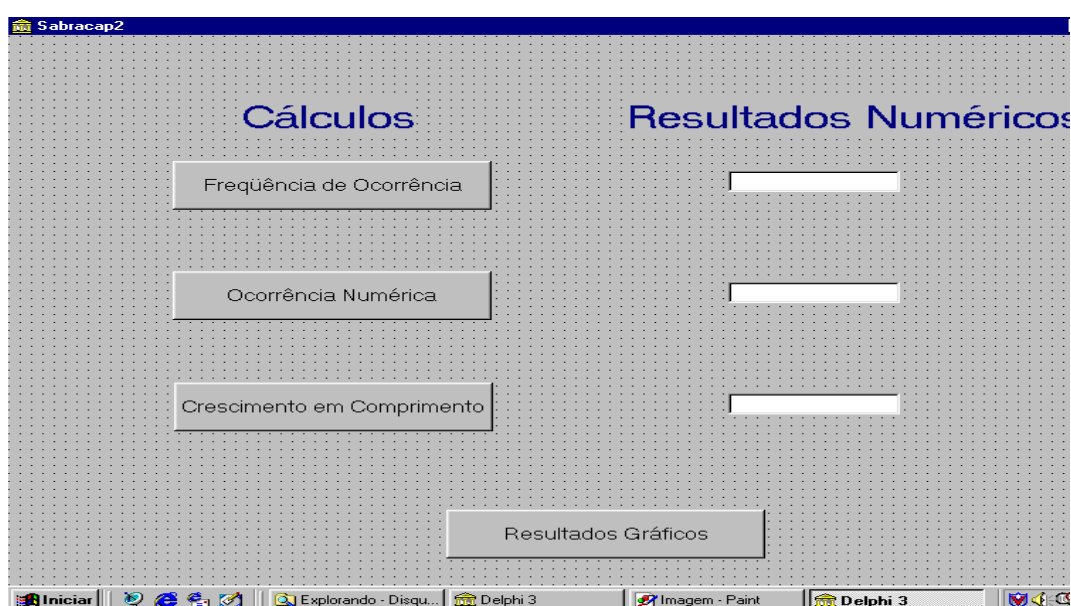 Sabracap2
Cálculos Resultados Numéricos
Freqüência de Ocorrência
Ocorrência Numérica
Crescimento em Comprimento
Resultados Gráficos
Iniciar Explorando - Disqu... Delphi 3 Imagem - Paint Delphi 3